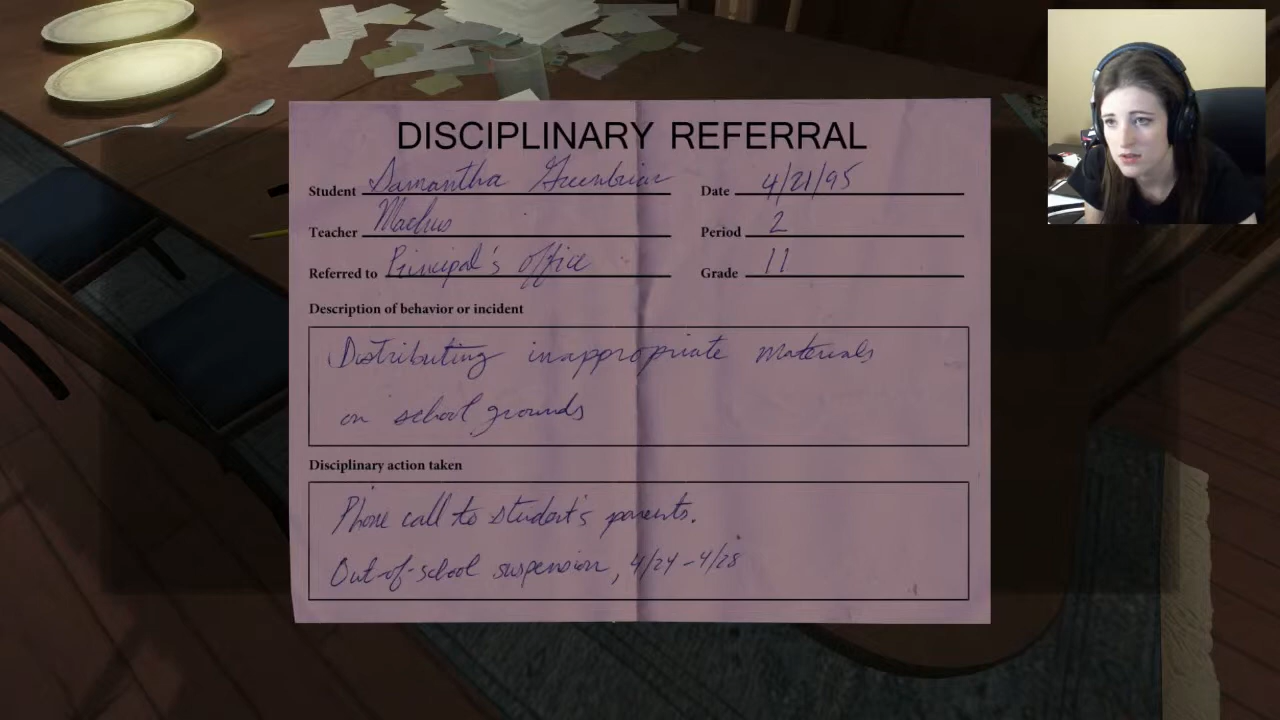 DISCIPLINARY REFERRAL
Student Samantha Greenbriar Date 4/21/95
Teacher Period 2
Referred to Principal's office Grade 11
Description of behavior or incident
Distributing inappropriate materials
on school grounds
Disciplinary action taken
Phone call to student's parents.
Out-of-school suspension, 4/24-4/28